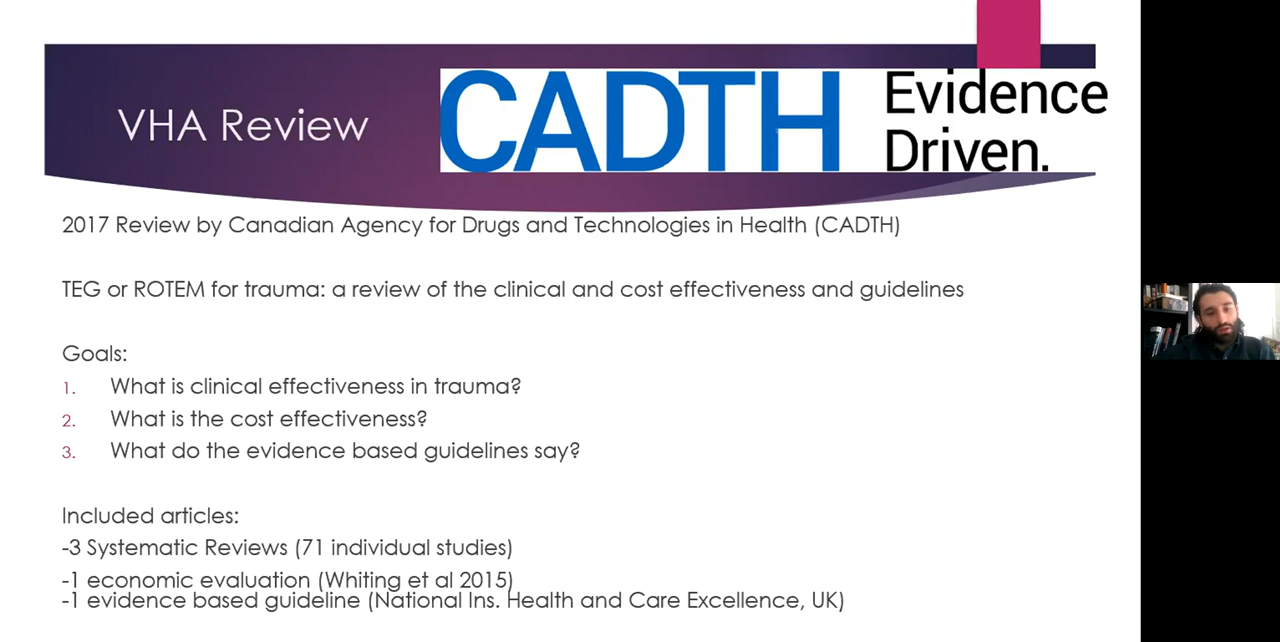 VHA Review
CADTH
Evidence
Driven.
2017 Review by Canadian Agency for Drugs and Technologies in Health (CADTH)
TEG or ROTEM for trauma: a review of the clinical and cost effectiveness and guidelines
Goals:
1. What is clinical effectiveness in trauma?
2. What is the cost effectiveness?
3. What do the evidence based guidelines say?
Included articles:
-3 Systematic Reviews (71 individual studies)
-1 economic evaluation (Whiting et al 2015)
-1 evidence based guideline (National Ins. Health and Care Excellence, UK)